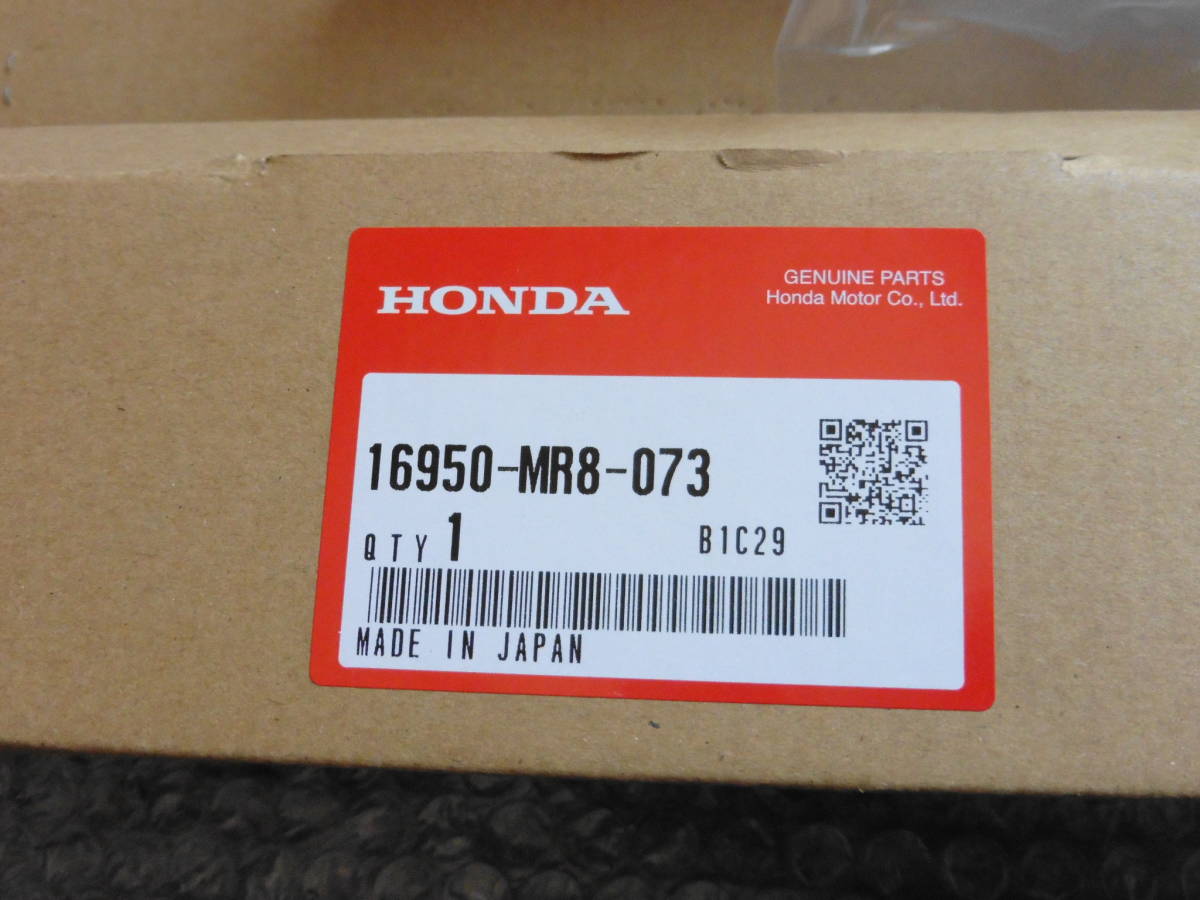 HONDA
GENUINE PARTS
Honda Motor Co., Ltd.
16950-MR8-073
QTY 1 B1C29
MADE IN JAPAN